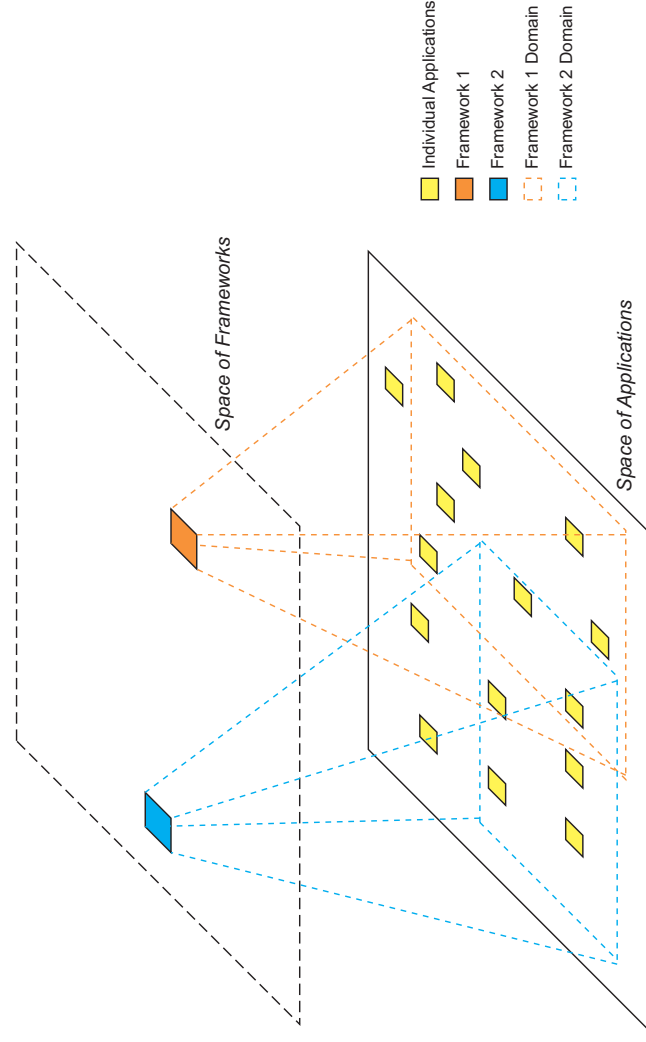 Space of Frameworks
Space of Applications
Individual Applications
Framework 1
Framework 2
Framework 1 Domain
Framework 2 Domain